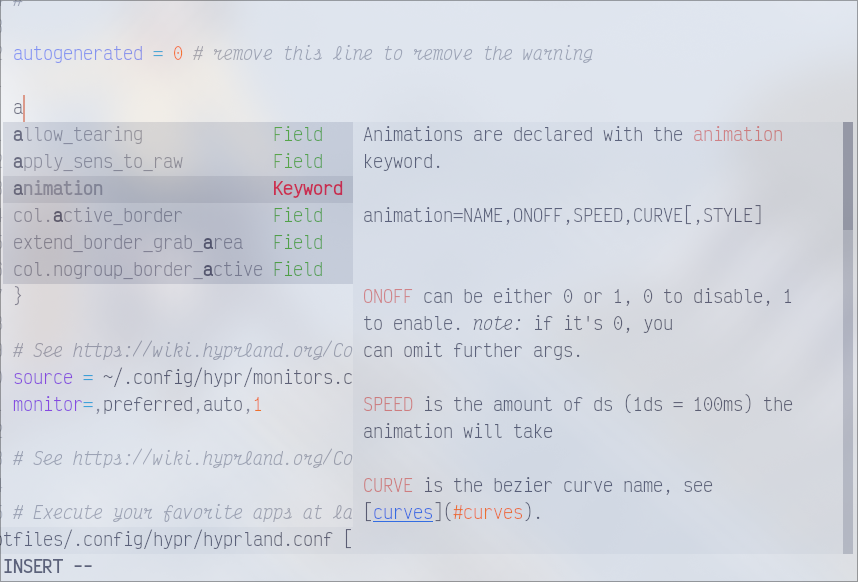 #
autogenerated = 0 # remove this line to remove the warning
a
allow_tearing Field
apply_sens_to_raw Field
animation Keyword
col.active_border Field
extend_border_grab_area Field
col.nogroup_border_active Field
}
# See https://wiki.hyprland.org/Co
source = ~/.config/hypr/monitors.c
monitor=,preferred,auto,1
# See https://wiki.hyprland.org/Co
# Execute your favorite apps at la
otfiles/.config/hypr/hyprland.conf [
INSERT --
Animations are declared with the animation
keyword.
animation=NAME,ONOFF,SPEED,CURVE[,STYLE]
ONOFF can be either 0 or 1, 0 to disable, 1
to enable. note: if it's 0, you
can omit further args.
SPEED is the amount of ds (1ds = 100ms) the
animation will take
CURVE is the bezier curve name, see
[curves](#curves).